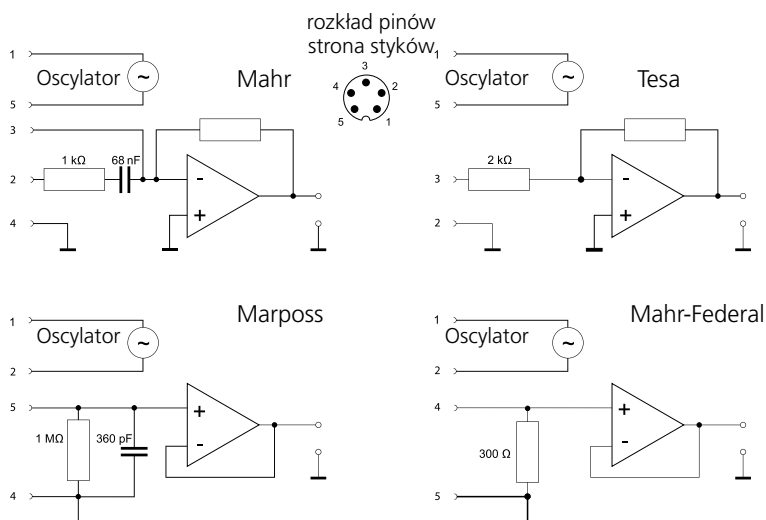 rozkład pinów
strona styków
3
4
2
5
1
1
Oscylator
~
Mahr
5
3
2
1 kΩ
68 nF
-
+
4
1
Oscylator
~
Tesa
5
3
2 kΩ
-
+
2
1
Oscylator
~
Marposs
2
5
1 MΩ
360 pF
+
-
4
1
Oscylator
~
Mahr-Federal
2
4
300 Ω
+
-
5